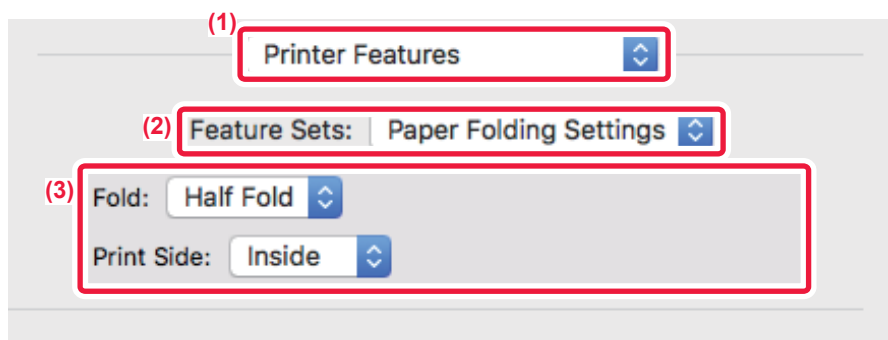 (1)
Printer Features
(2) Feature Sets: Paper Folding Settings
(3)
Fold: Half Fold
Print Side: Inside